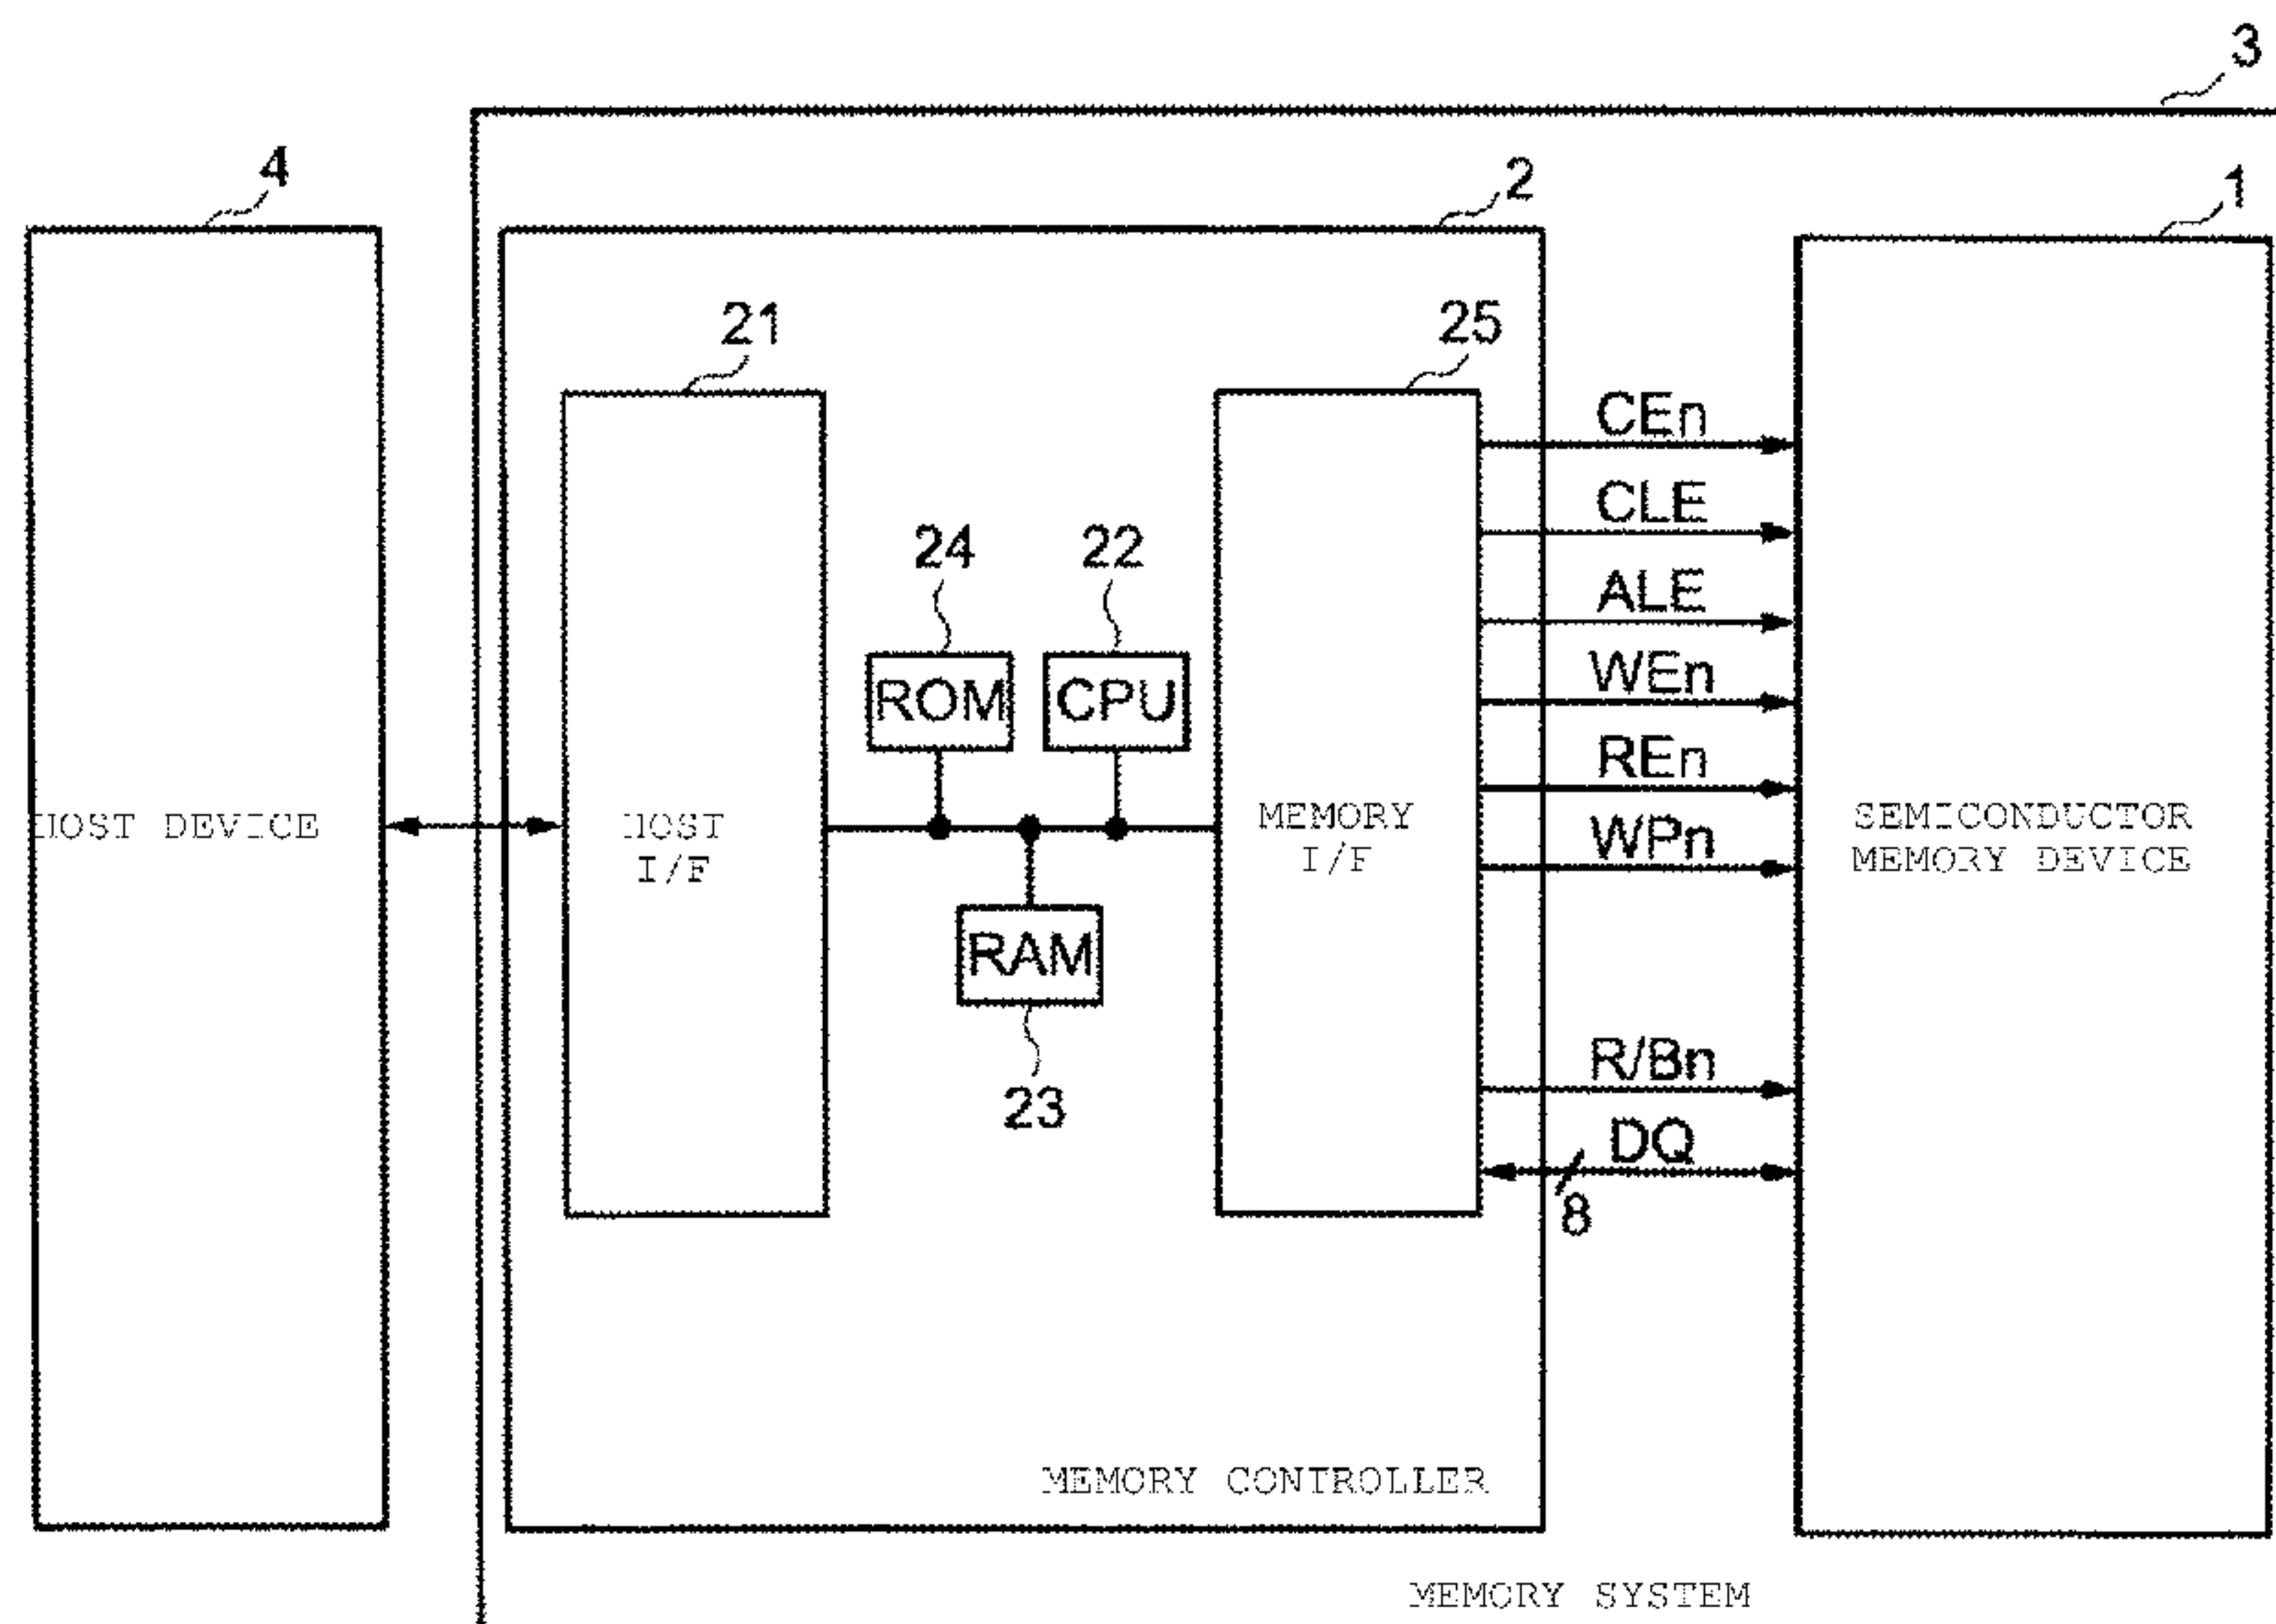 3
4
2
1
21
25
CEn
CLE
24
22
ALE
ROM
CPU
WEn
REn
HOST DEVICE
HOST
I/F
MEMORY
I/F
WPn
SEMICONDUCTOR
MEMORY DEVICE
RAM
23
R/Bn
DQ
8
MEMORY CONTROLLER
MEMORY SYSTEM